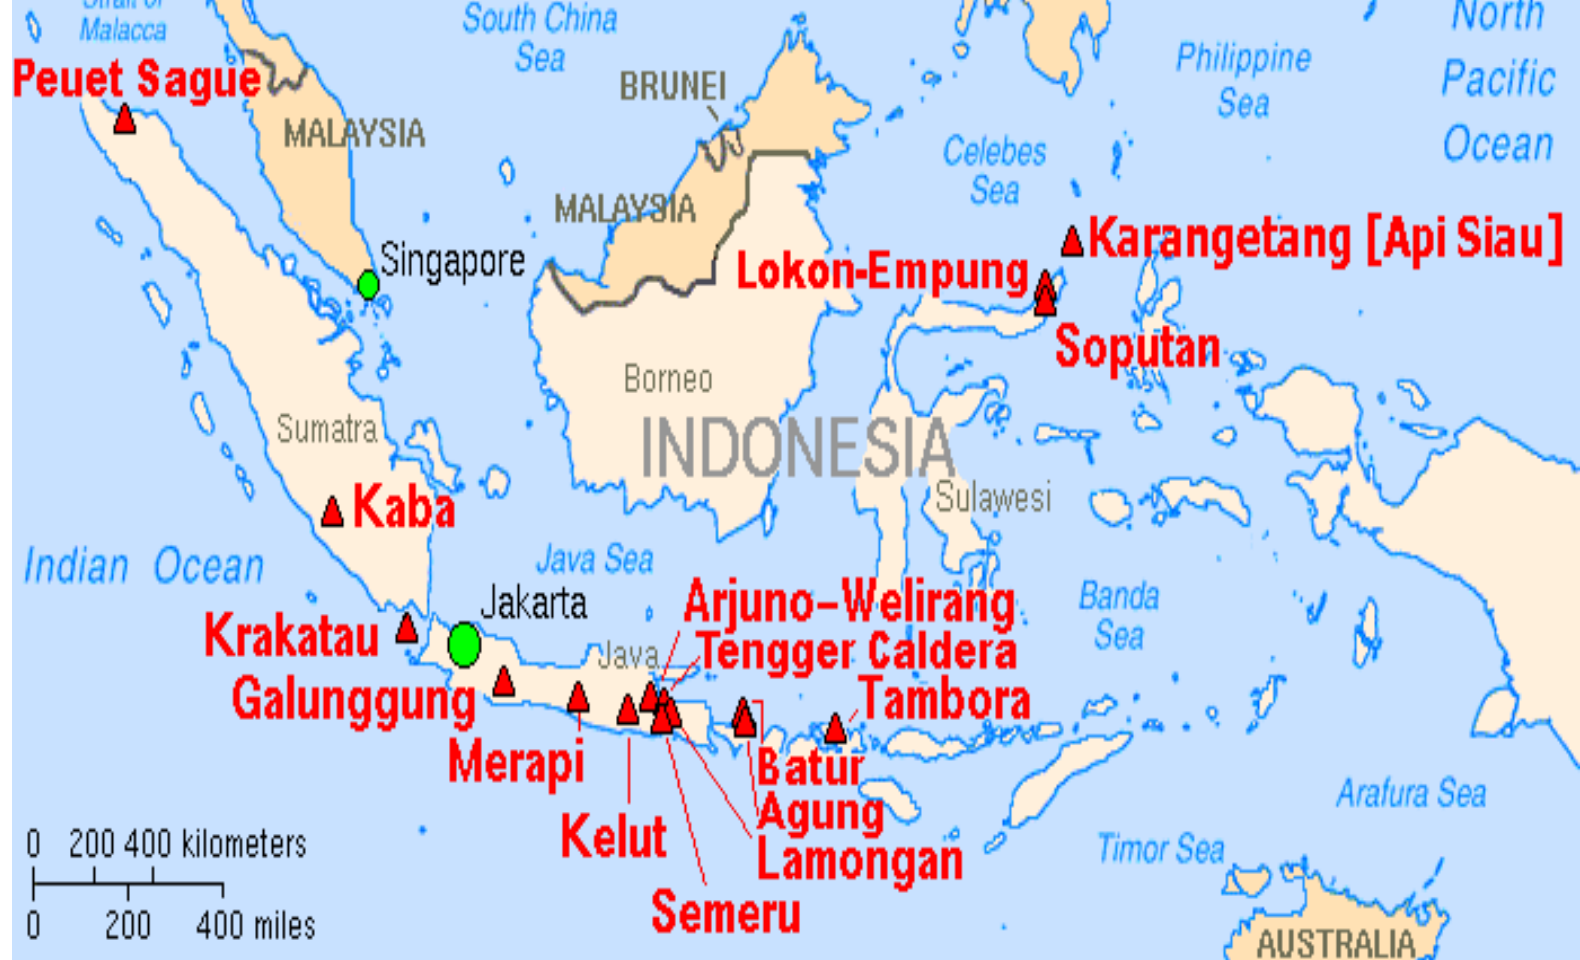 Strait of
Malacca
South China
Sea
North
Pacific
Ocean
Philippine
Sea
Peuet Sague
BRUNEI
MALAYSIA
Celebes
Sea
MALAYSIA
Singapore
Karangetang [Api Siau]
Lokon-Empung
Soputan
Borneo
INDONESIA
Sumatra
Sulawesi
Kaba
Indian Ocean
Java Sea
Jakarta
Arjuno-Welirang
Banda
Sea
Krakatau
Java
Tengger Caldera
Galunggung
Tambora
Merapi
Batur
Agung
Kelut
Lamongan
Semeru
Arafura Sea
Timor Sea
AUSTRALIA
0 200 400 kilometers
0 200 400 miles